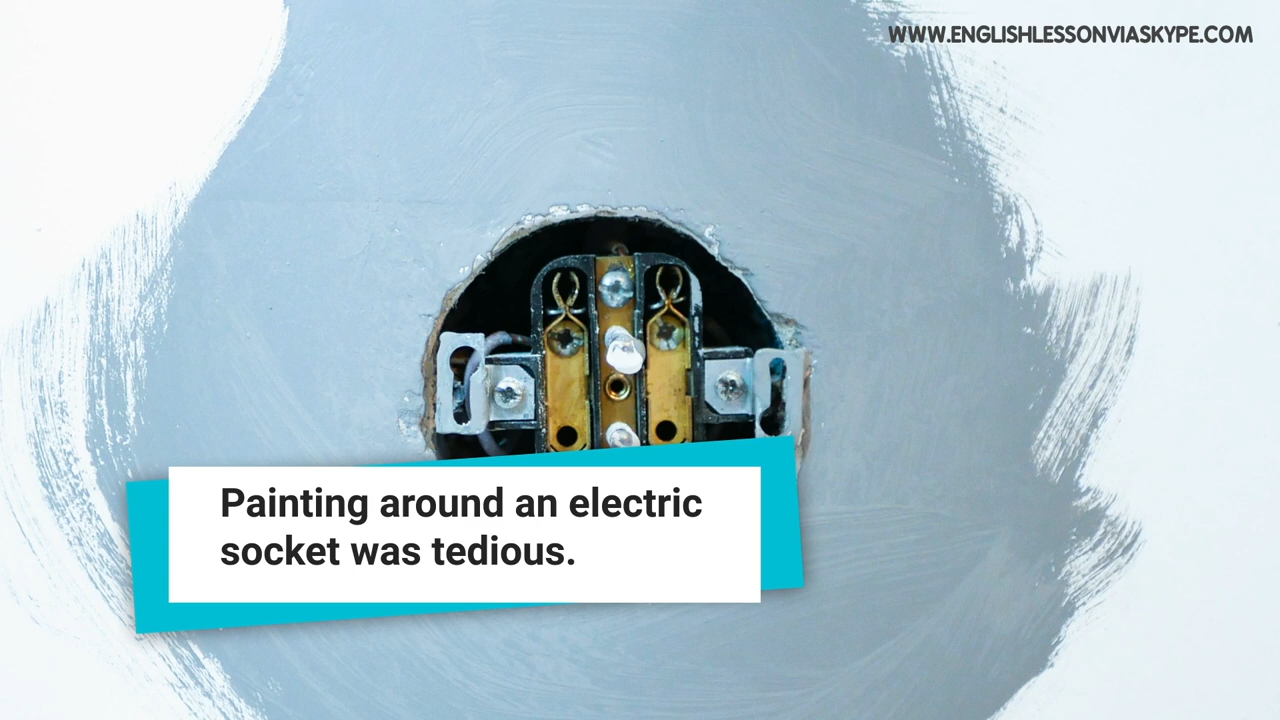 WWW.ENGLISHLESSONVIASKYPE.COM
Painting around an electric
socket was tedious.